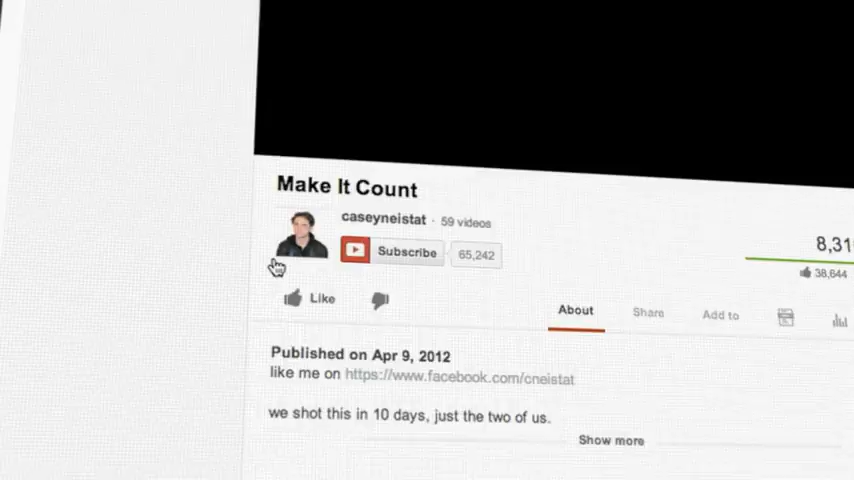 Make It Count
caseyneistat · 59 videos
Subscribe 65,242
8,31
38,644
Like
About Share Add to
Published on Apr 9, 2012
like me on https://www.facebook.com/cneistat
we shot this in 10 days, just the two of us.
Show more